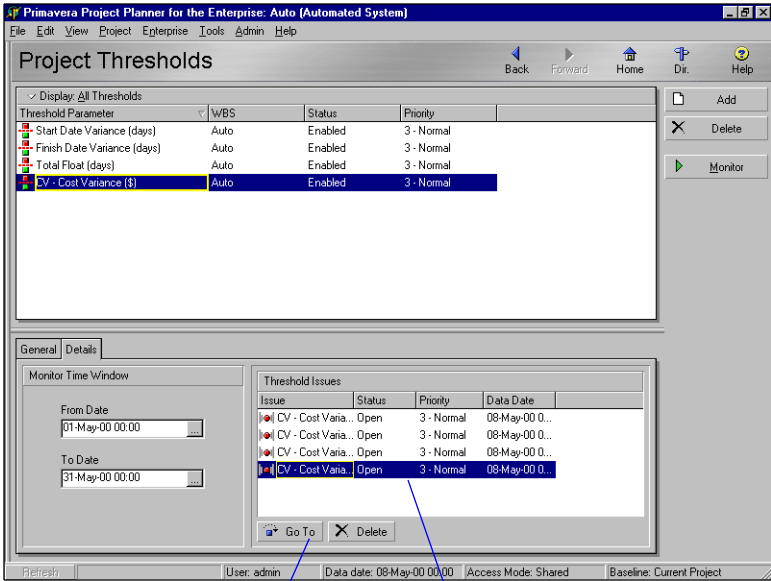 Primavera Project Planner for the Enterprise: Auto (Automated System)
File Edit View Project Enterprise Tools Admin Help
Project Thresholds
Back Forward Home Dir. Help
Display: All Thresholds
Threshold Parameter WBS Status Priority
Start Date Variance (days) Auto Enabled 3 - Normal
Finish Date Variance (days) Auto Enabled 3 - Normal
Total Float (days) Auto Enabled 3 - Normal
CV - Cost Variance ($) Auto Enabled 3 - Normal
Add
Delete
Monitor
General Details
Monitor Time Window
From Date
01-May-00 00:00 ...
To Date
31-May-00 00:00 ...
Threshold Issues
Issue Status Priority Data Date
CV - Cost Varia... Open 3 - Normal 08-May-00 0...
CV - Cost Varia... Open 3 - Normal 08-May-00 0...
CV - Cost Varia... Open 3 - Normal 08-May-00 0...
CV - Cost Varia... Open 3 - Normal 08-May-00 0...
Go To Delete
Refresh User: admin Data date: 08-May-00 00:00 Access Mode: Shared Baseline: Current Project